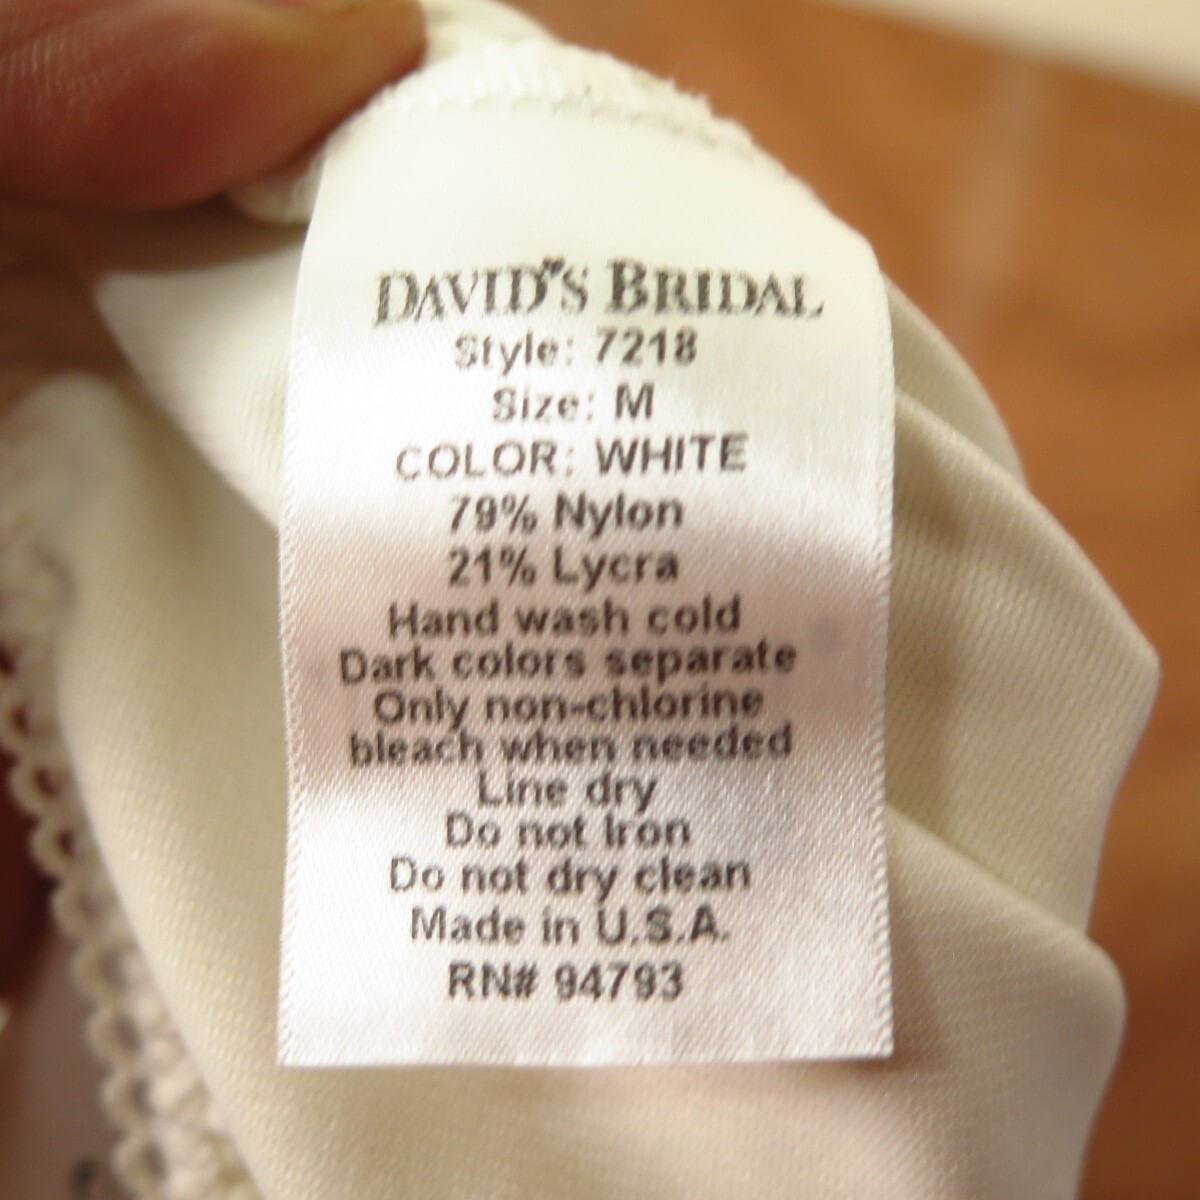 DAVID'S BRIDAL
Style: 7218
Size: M
COLOR: WHITE
79% Nylon
21% Lycra
Hand wash cold
Dark colors separate
Only non-chlorine
bleach when needed
Line dry
Do not Iron
Do not dry clean
Made in U.S.A.
RN# 94793